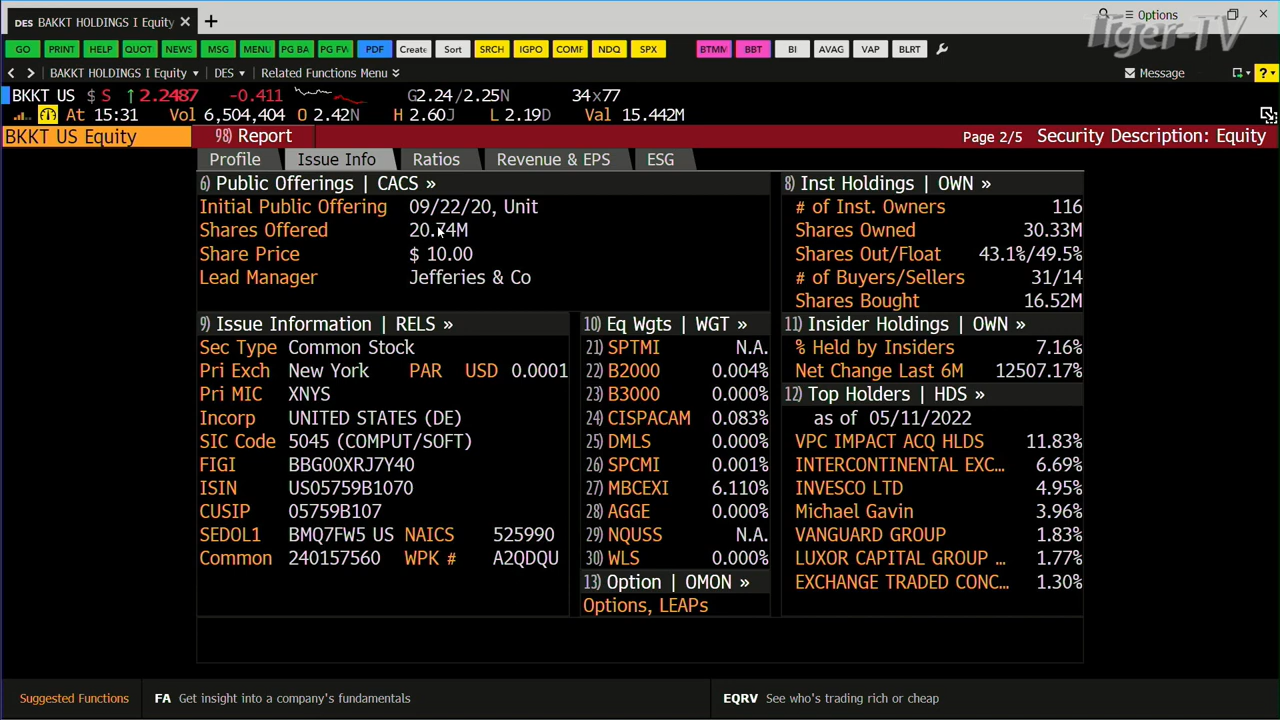 DES BAKKT HOLDINGS I Equity × +
Options
Tiger-TV
GO PRINT HELP QUOT NEWS MSG MENU PG BA PG FW PDF Create Sort SRCH IGPO COMF NDQ SPX BTMM BBT BI AVAG VAP BLRT
BAKKT HOLDINGS I Equity DES Related Functions Menu Message ?
BKKT US $ S ↑2.2487 -0.411 G2.24/2.25N 34x77
At 15:31 Vol 6,504,404 O 2.42N H 2.60J L 2.19D Val 15.442M
BKKT US Equity 98) Report Page 2/5 Security Description: Equity
Profile Issue Info Ratios Revenue & EPS ESG
6) Public Offerings | CACS »
Initial Public Offering 09/22/20, Unit
Shares Offered 20.74M
Share Price $ 10.00
Lead Manager Jefferies & Co
8) Inst Holdings | OWN »
# of Inst. Owners 116
Shares Owned 30.33M
Shares Out/Float 43.1%/49.5%
# of Buyers/Sellers 31/14
Shares Bought 16.52M
9) Issue Information | RELS »
Sec Type Common Stock
Pri Exch New York PAR USD 0.0001
Pri MIC XNYS
Incorp UNITED STATES (DE)
SIC Code 5045 (COMPUT/SOFT)
FIGI BBG00XRJ7Y40
ISIN US05759B1070
CUSIP 05759B107
SEDOL1 BMQ7FW5 US NAICS 525990
Common 240157560 WPK # A2QDQU
10) Eq Wgts | WGT »
21) SPTMI N.A.
22) B2000 0.004%
23) B3000 0.000%
24) CISPACAM 0.083%
25) DMLS 0.000%
26) SPCMI 0.001%
27) MBCEXI 6.110%
28) AGGE 0.000%
29) NQUSS N.A.
30) WLS 0.000%
13) Option | OMON »
Options, LEAPs
11) Insider Holdings | OWN »
% Held by Insiders 7.16%
Net Change Last 6M 12507.17%
12) Top Holders | HDS »
as of 05/11/2022
VPC IMPACT ACQ HLDS 11.83%
INTERCONTINENTAL EXC... 6.69%
INVESCO LTD 4.95%
Michael Gavin 3.96%
VANGUARD GROUP 1.83%
LUXOR CAPITAL GROUP ... 1.77%
EXCHANGE TRADED CONC... 1.30%
Suggested Functions FA Get insight into a company's fundamentals EQRV See who's trading rich or cheap